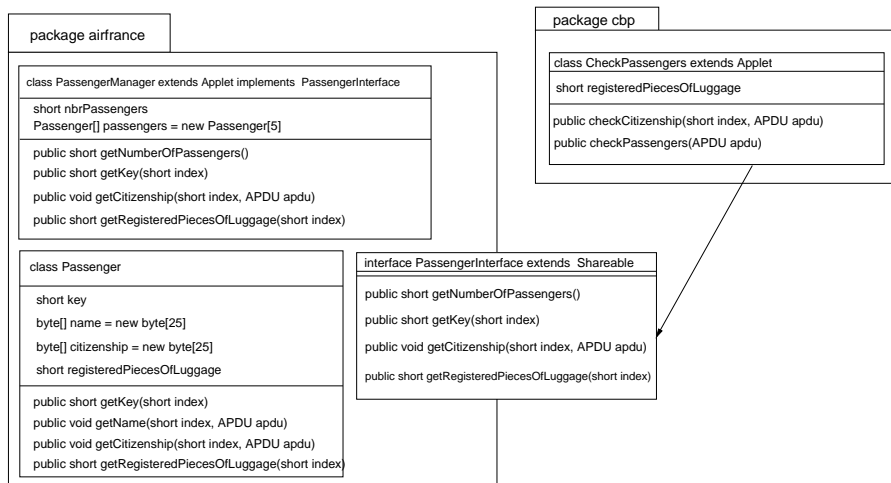 package airfrance
class PassengerManager extends Applet implements PassengerInterface
short nbrPassengers
Passenger[] passengers = new Passenger[5]
public short getNumberOfPassengers()
public short getKey(short index)
public void getCitizenship(short index, APDU apdu)
public short getRegisteredPiecesOfLuggage(short index)
class Passenger
short key
byte[] name = new byte[25]
byte[] citizenship = new byte[25]
short registeredPiecesOfLuggage
public short getKey(short index)
public void getName(short index, APDU apdu)
public void getCitizenship(short index, APDU apdu)
public short getRegisteredPiecesOfLuggage(short index)
interface PassengerInterface extends Shareable
public short getNumberOfPassengers()
public short getKey(short index)
public void getCitizenship(short index, APDU apdu)
public short getRegisteredPiecesOfLuggage(short index)
package cbp
class CheckPassengers extends Applet
short registeredPiecesOfLuggage
public checkCitizenship(short index, APDU apdu)
public checkPassengers(APDU apdu)